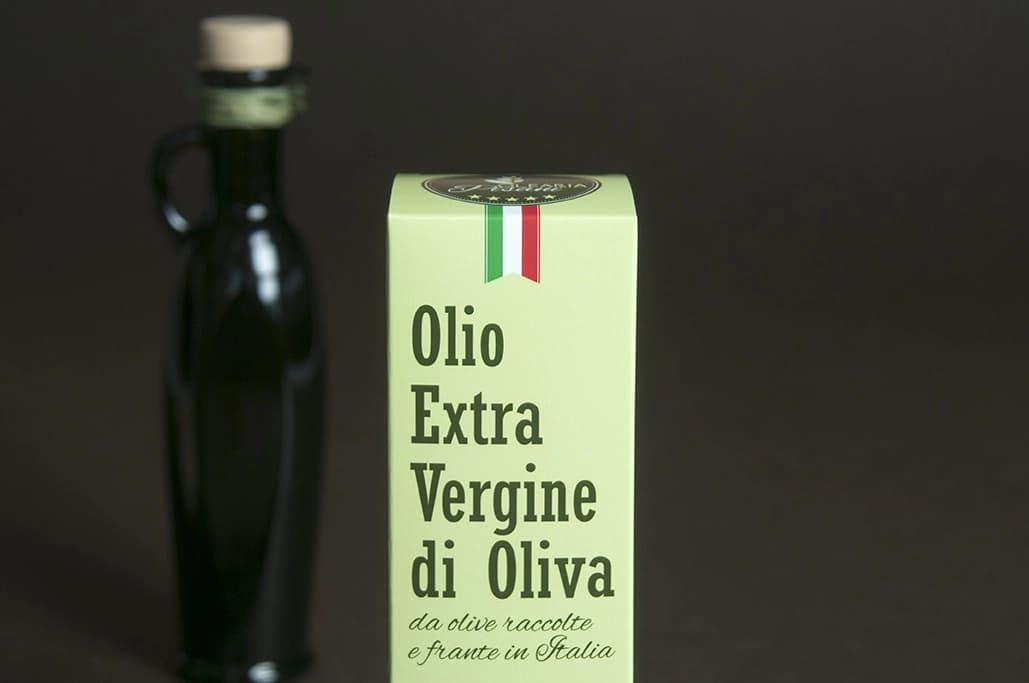 Olio
Extra
Vergine
di Oliva
da olive raccolte
e frante in Italia